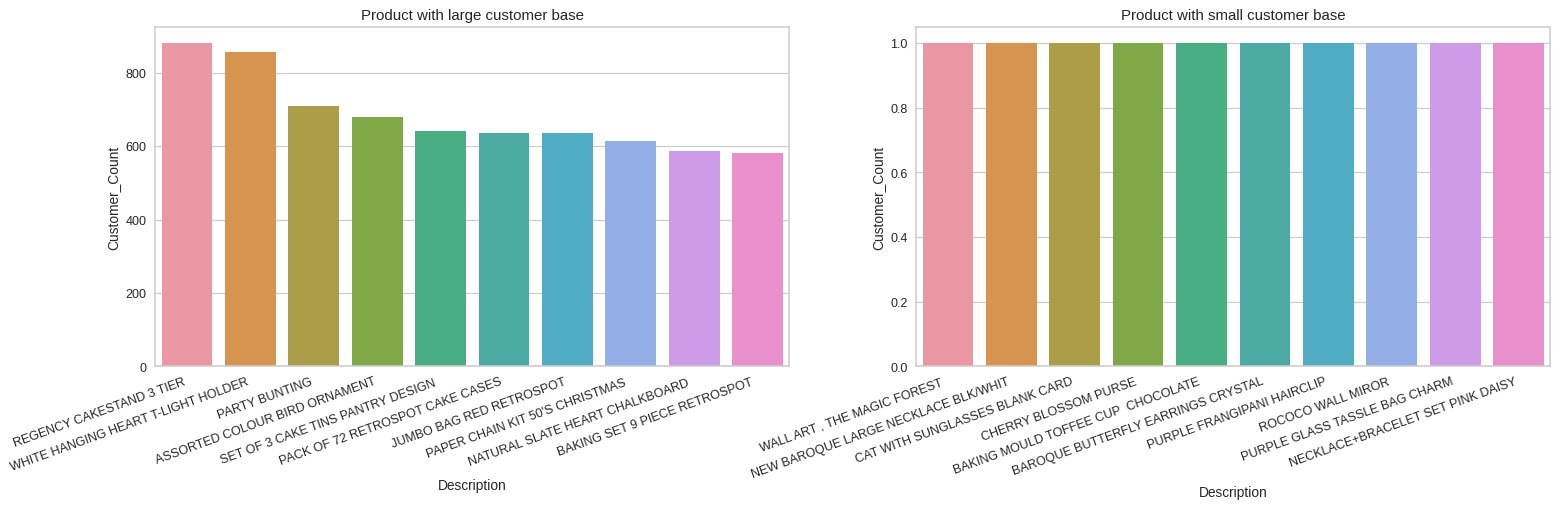 Product with large customer base
Customer_Count
800
600
400
200
0
REGENCY CAKESTAND 3 TIER
WHITE HANGING HEART T-LIGHT HOLDER
PARTY BUNTING
ASSORTED COLOUR BIRD ORNAMENT
SET OF 3 CAKE TINS PANTRY DESIGN
PACK OF 72 RETROSPOT CAKE CASES
JUMBO BAG RED RETROSPOT
PAPER CHAIN KIT 50'S CHRISTMAS
NATURAL SLATE HEART CHALKBOARD
BAKING SET 9 PIECE RETROSPOT
Description
Product with small customer base
Customer_Count
1.0
0.8
0.6
0.4
0.2
0.0
WALL ART , THE MAGIC FOREST
NEW BAROQUE LARGE NECKLACE BLK/WHIT
CAT WITH SUNGLASSES BLANK CARD
CHERRY BLOSSOM PURSE
BAKING MOULD TOFFEE CUP  CHOCOLATE
BAROQUE BUTTERFLY EARRINGS CRYSTAL
PURPLE FRANGIPANI HAIRCLIP
ROCOCO WALL MIROR
PURPLE GLASS TASSLE BAG CHARM
NECKLACE+BRACELET SET PINK DAISY
Description